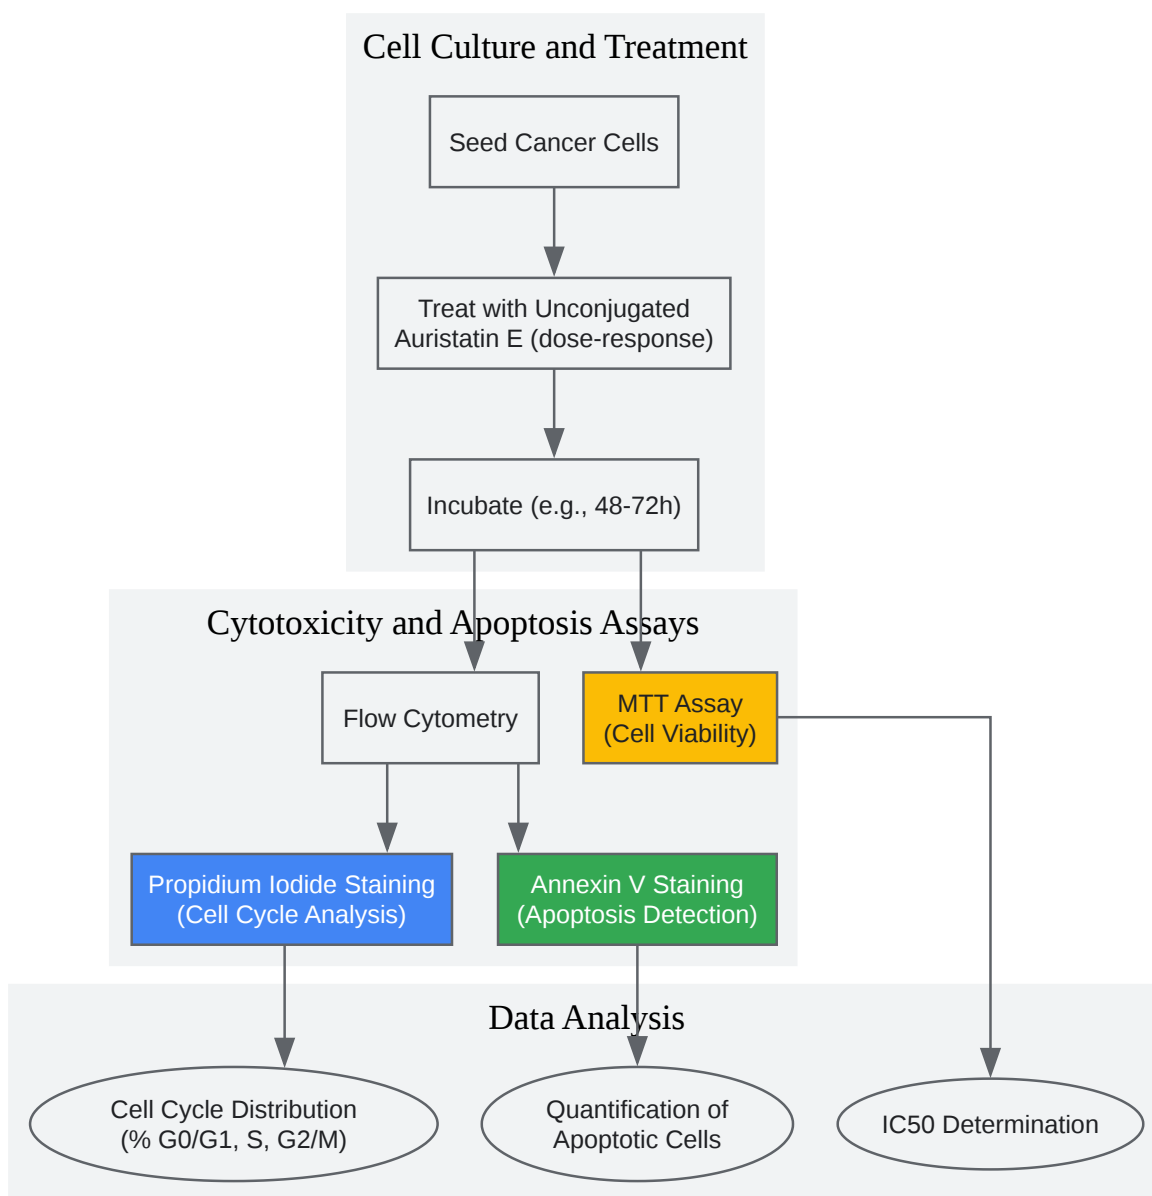 Cell Culture and Treatment
Seed Cancer Cells
Treat with Unconjugated
Auristatin E (dose-response)
Incubate (e.g., 48-72h)
Cytotoxicity and Apoptosis Assays
Flow Cytometry
MTT Assay
(Cell Viability)
Propidium Iodide Staining
(Cell Cycle Analysis)
Annexin V Staining
(Apoptosis Detection)
Data Analysis
Cell Cycle Distribution
(% G0/G1, S, G2/M)
Quantification of
Apoptotic Cells
IC50 Determination